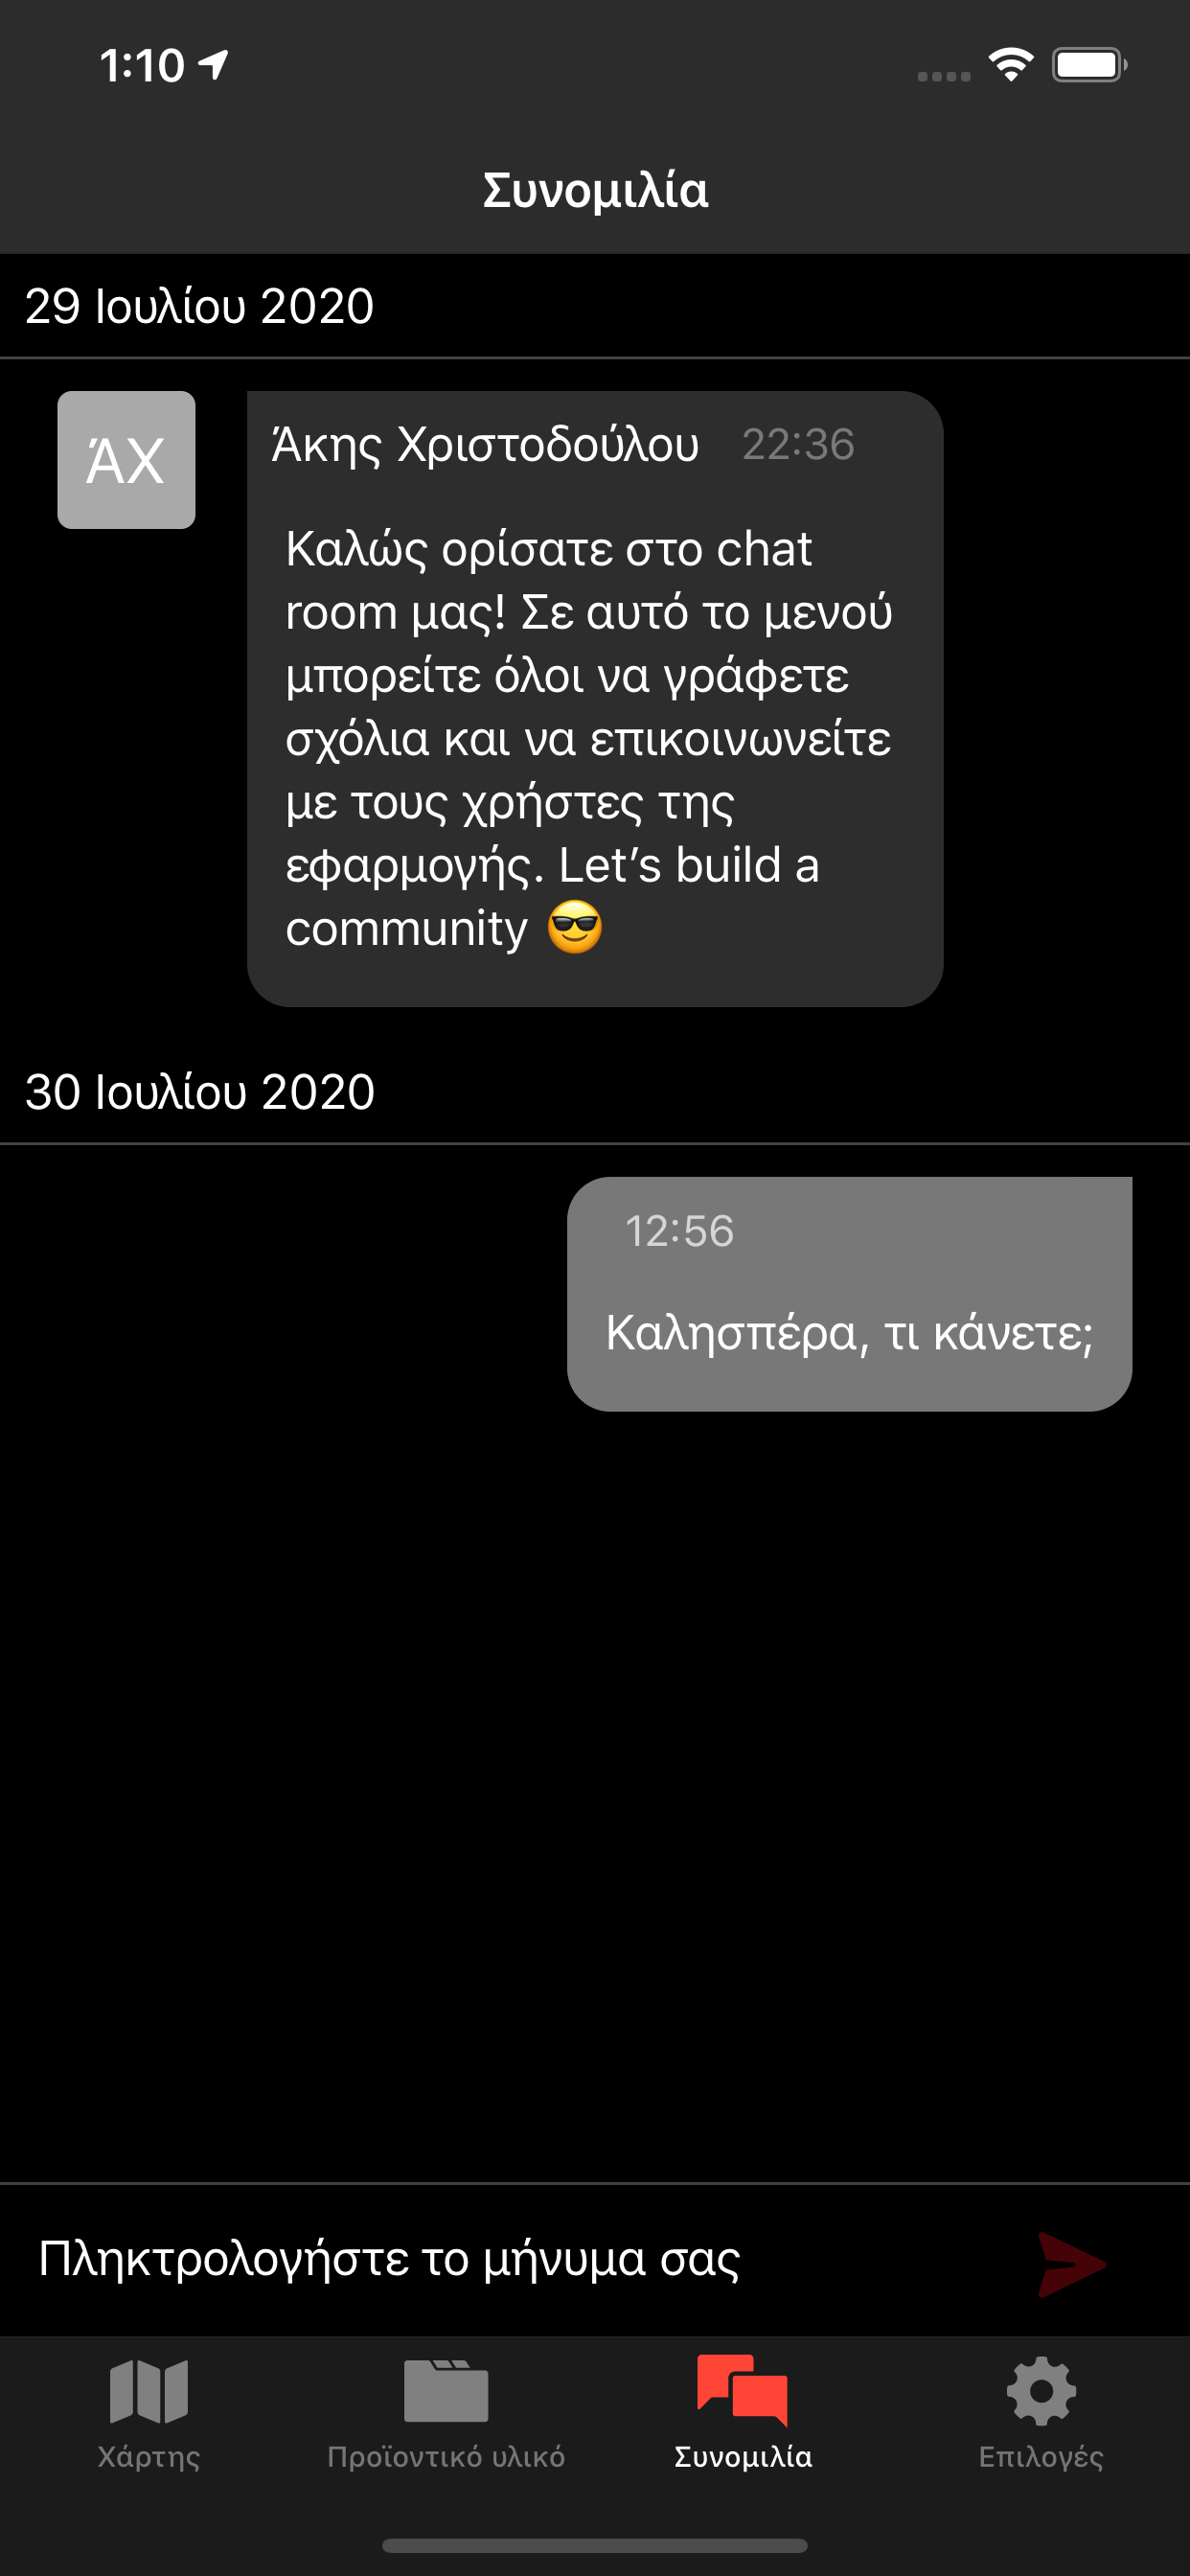 1:10
Συνομιλία
29 Ιουλίου 2020
ΆΧ
Άκης Χριστοδούλου 22:36
Καλώς ορίσατε στο chat
room μας! Σε αυτό το μενού
μπορείτε όλοι να γράφετε
σχόλια και να επικοινωνείτε
με τους χρήστες της
εφαρμογής. Let’s build a
community 😎
30 Ιουλίου 2020
12:56
Καλησπέρα, τι κάνετε;
Πληκτρολογήστε το μήνυμα σας
Χάρτης Προϊοντικό υλικό Συνομιλία Επιλογές